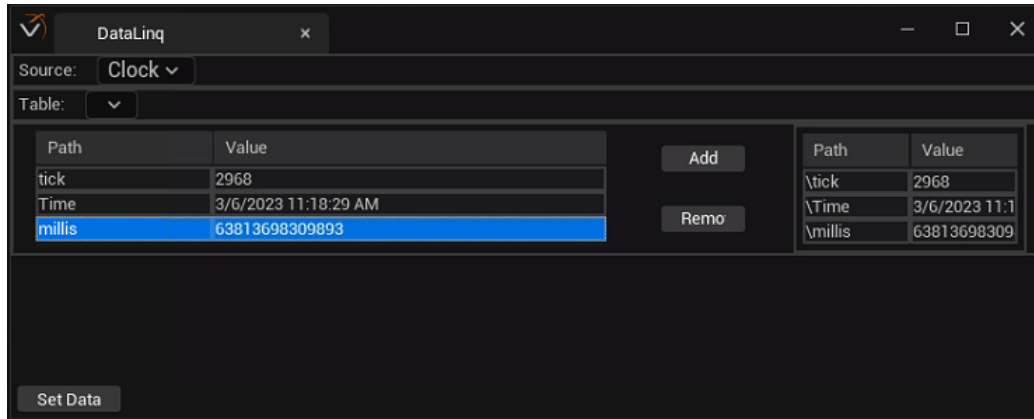 DataLinq ×
Source: Clock
Table:
Path Value Add Path Value
tick 2968 \tick 2968
Time 3/6/2023 11:18:29 AM \Time 3/6/2023 11:1
millis 63813698309893 Remo \millis 63813698309
Set Data